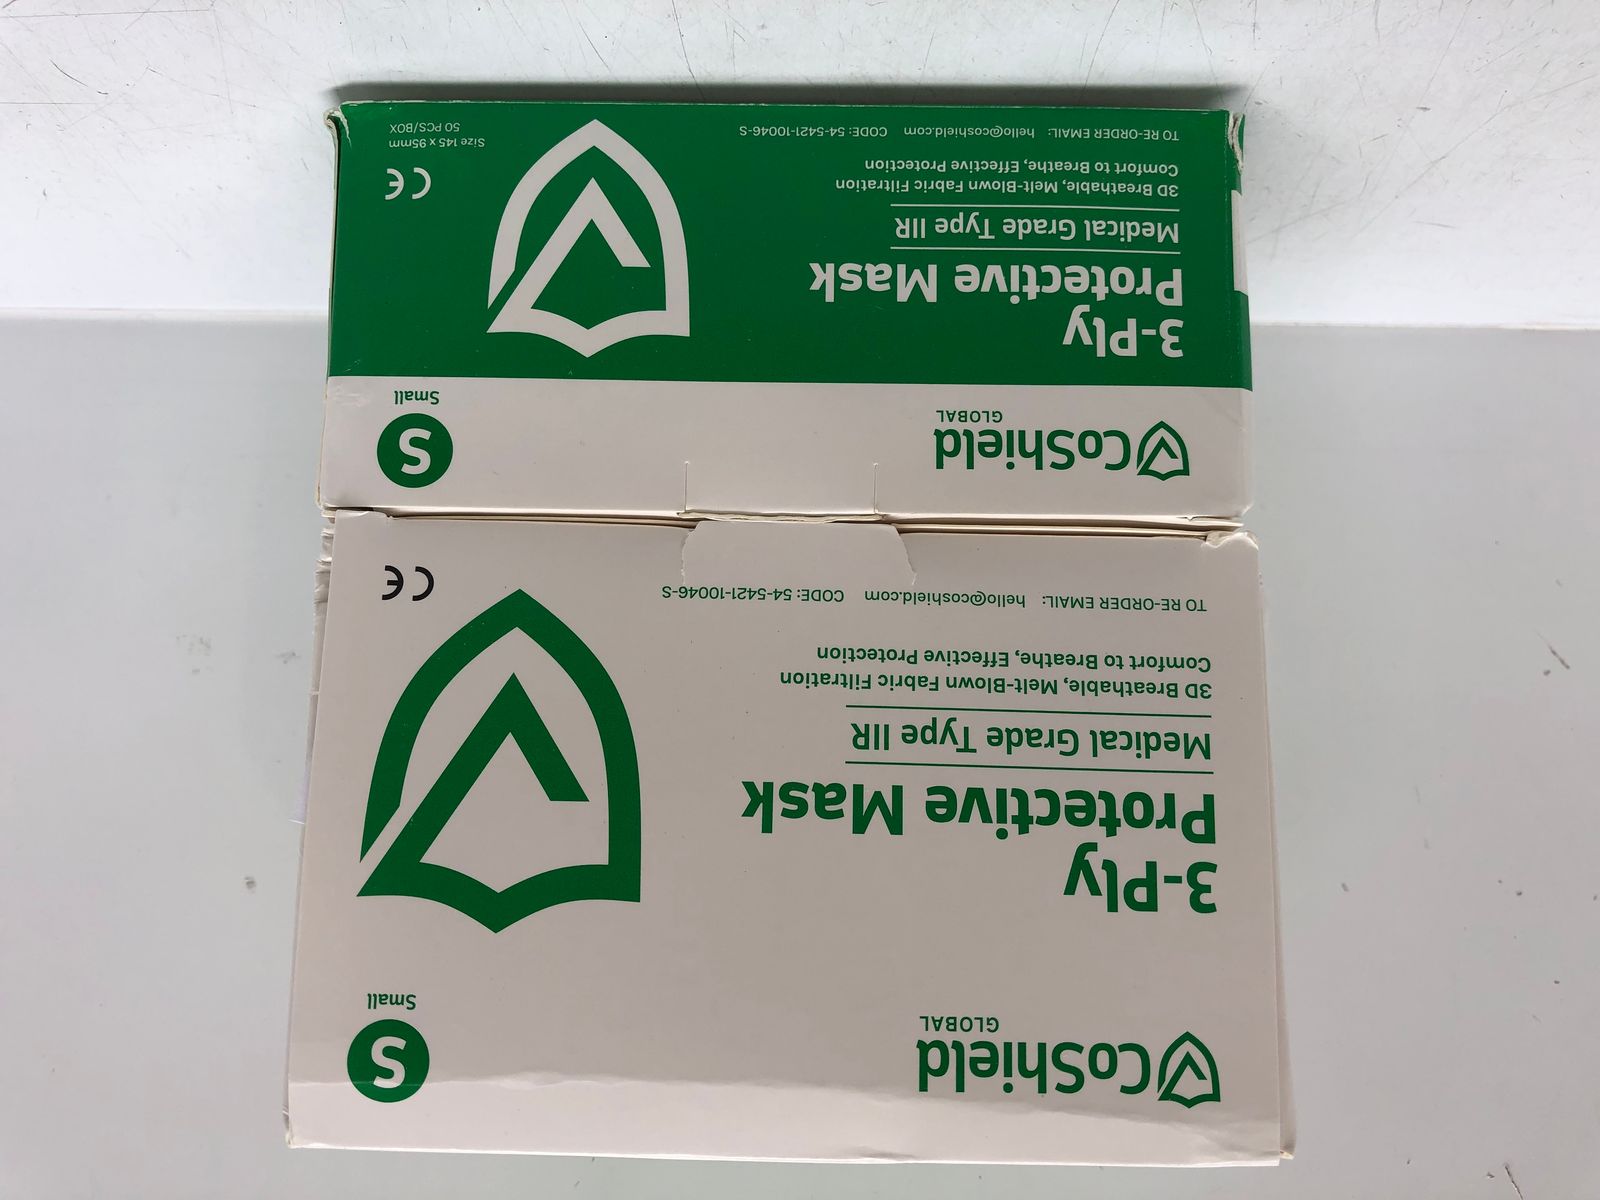 CoShield
GLOBAL
S
Small
3-Ply
Protective Mask
Medical Grade Type IIR
3D Breathable, Melt-Blown Fabric Filtration
Comfort to Breathe, Effective Protection
TO RE-ORDER EMAIL: hello@coshield.com CODE: 54-5421-10046-S
CE
CoShield
GLOBAL
S
Small
3-Ply
Protective Mask
Medical Grade Type IIR
3D Breathable, Melt-Blown Fabric Filtration
Comfort to Breathe, Effective Protection
TO RE-ORDER EMAIL: hello@coshield.com CODE: 54-5421-10046-S
CE
Size 145 x 95mm
50 PCS/BOX